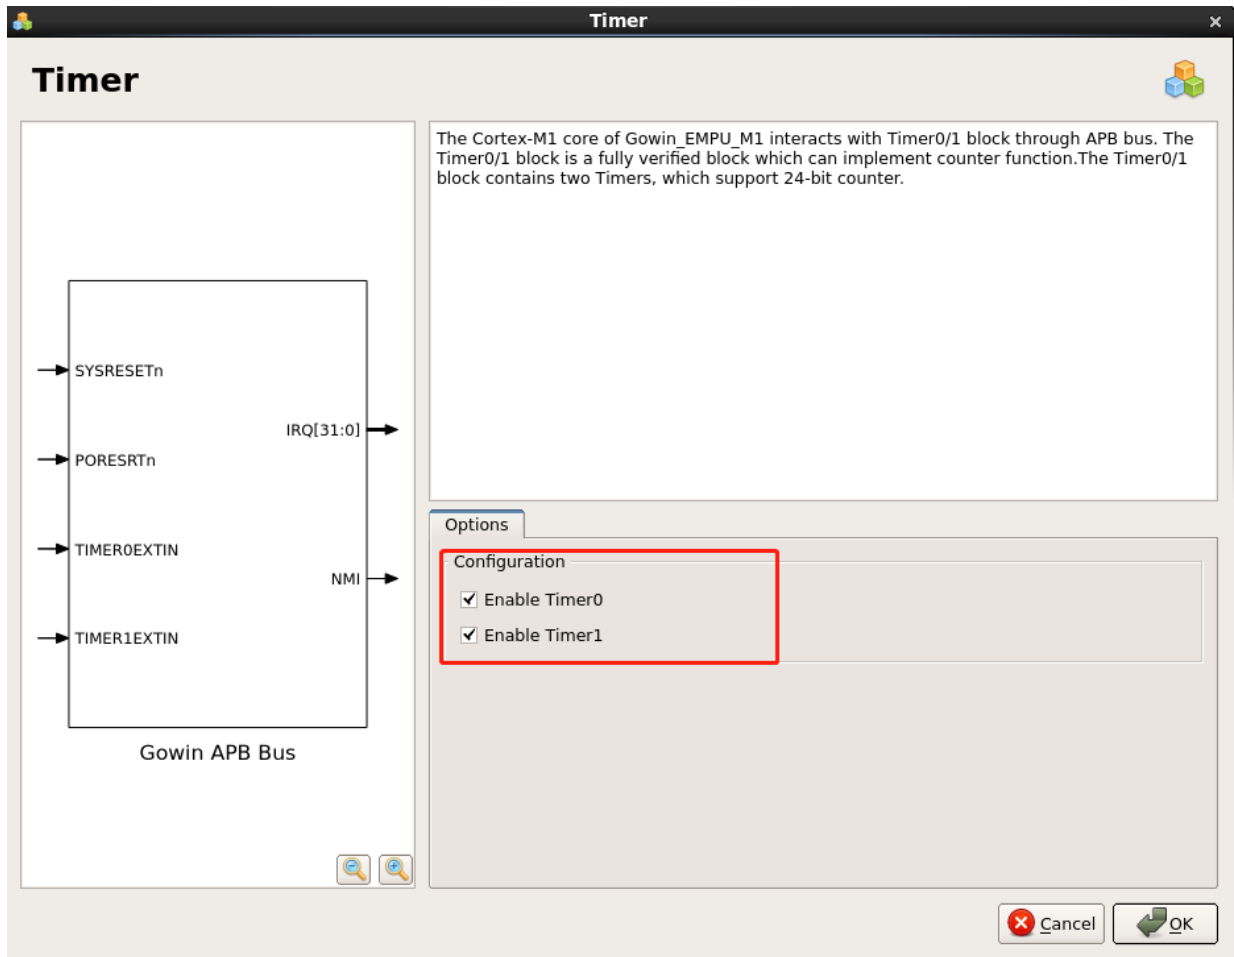 Timer
Timer
The Cortex-M1 core of Gowin_EMPU_M1 interacts with Timer0/1 block through APB bus. The
Timer0/1 block is a fully verified block which can implement counter function.The Timer0/1
block contains two Timers, which support 24-bit counter.
SYSRESETn
IRQ[31:0]
PORESRTn
TIMER0EXTIN
NMI
TIMER1EXTIN
Gowin APB Bus
Options
Configuration
Enable Timer0
Enable Timer1
Cancel
OK